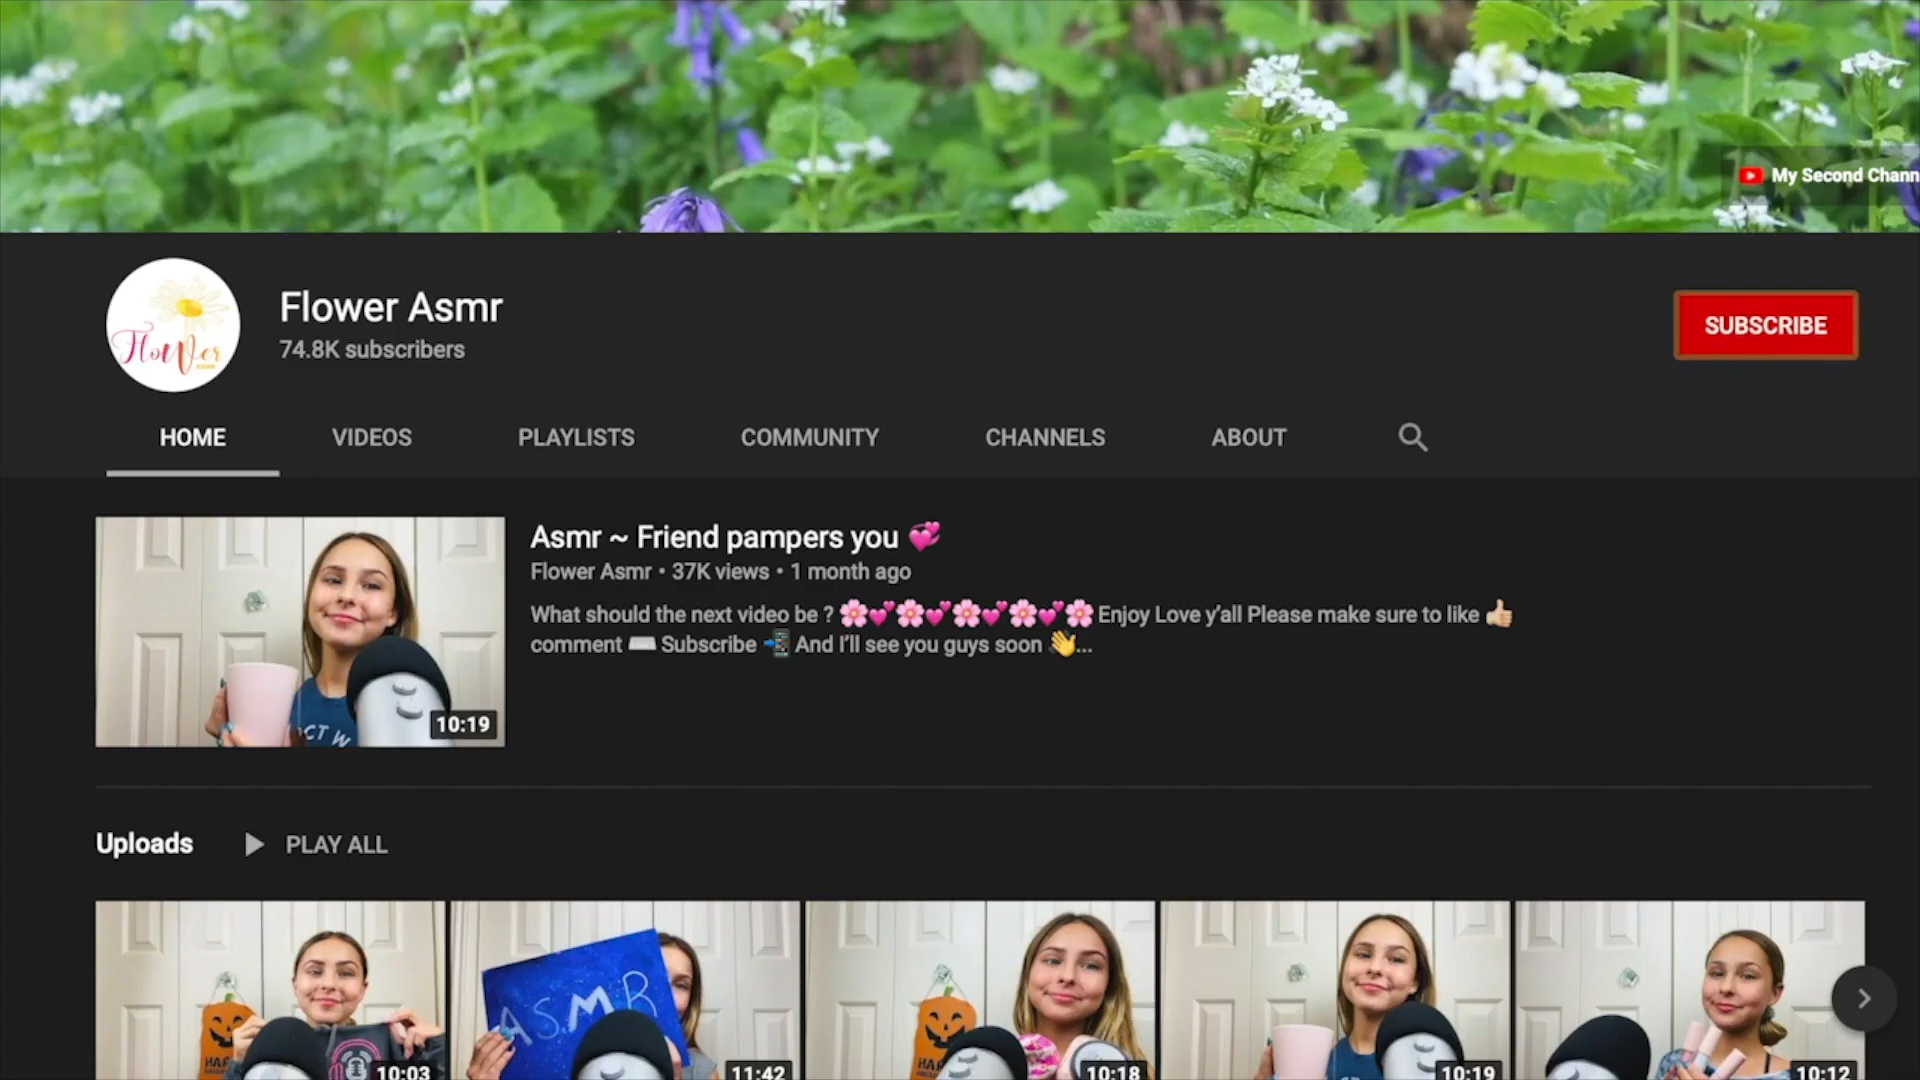 My Second Chann
Flower
Flower Asmr
74.8K subscribers
SUBSCRIBE
HOME VIDEOS PLAYLISTS COMMUNITY CHANNELS ABOUT
Asmr ~ Friend pampers you 💞
Flower Asmr • 37K views • 1 month ago
What should the next video be ? 🌸💕🌸💕🌸💕🌸💕🌸 Enjoy Love y'all Please make sure to like 👍🏼
comment ⌨️ Subscribe 📲 And I'll see you guys soon 👋...
CT W
10:19
Uploads PLAY ALL
ASMR
10:03 11:42 10:18 10:19 10:12